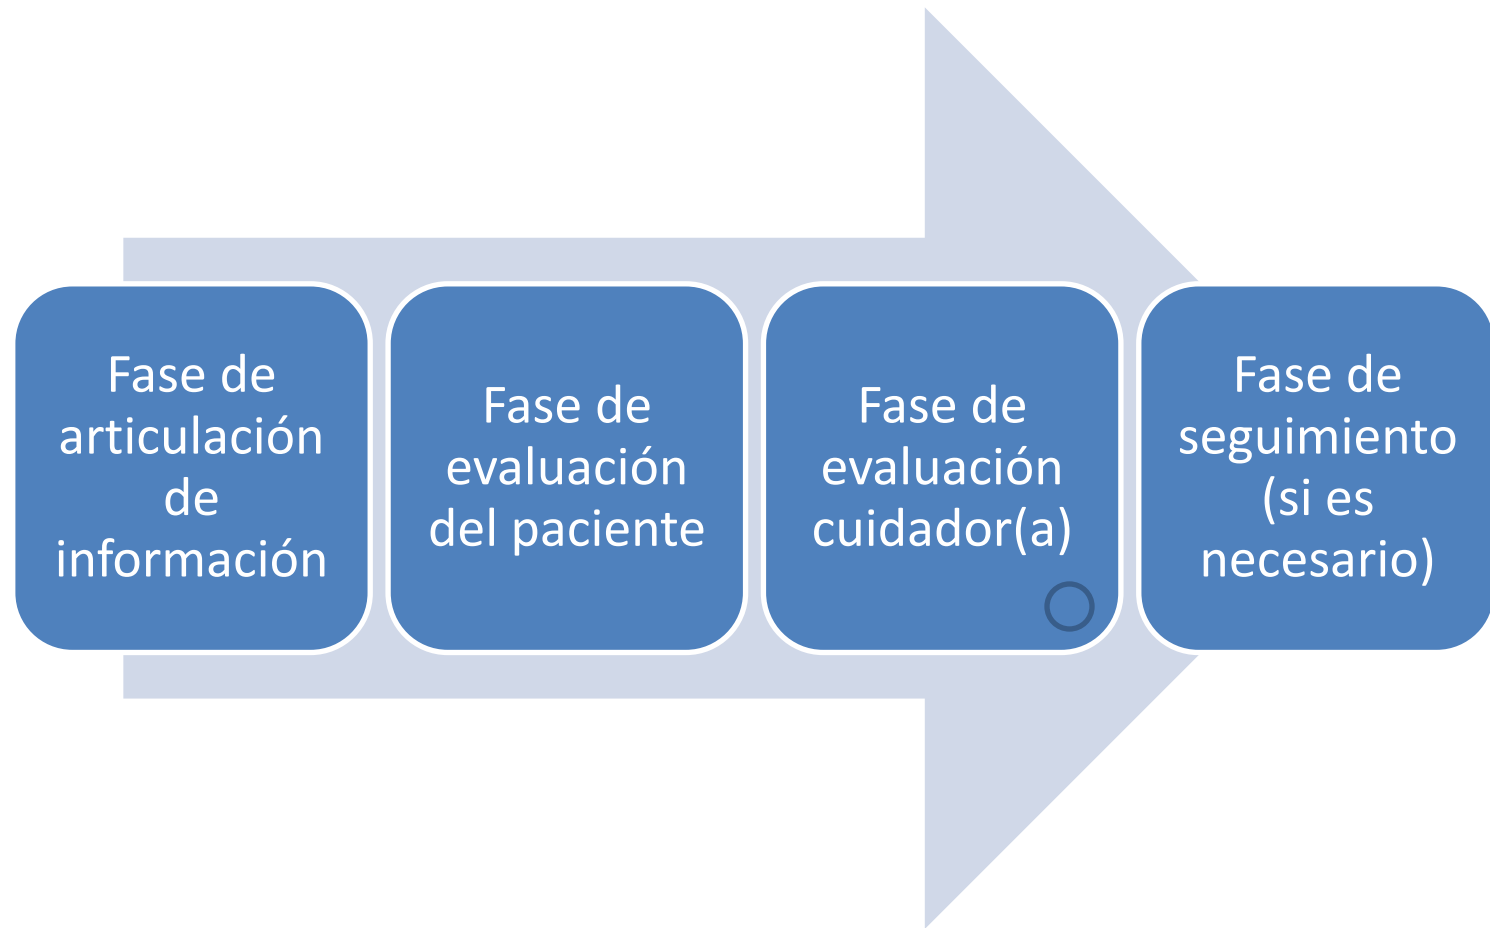 Fase de
articulación
de
información
Fase de
evaluación
del paciente
Fase de
evaluación
cuidador(a)
Fase de
seguimiento
(si es
necesario)